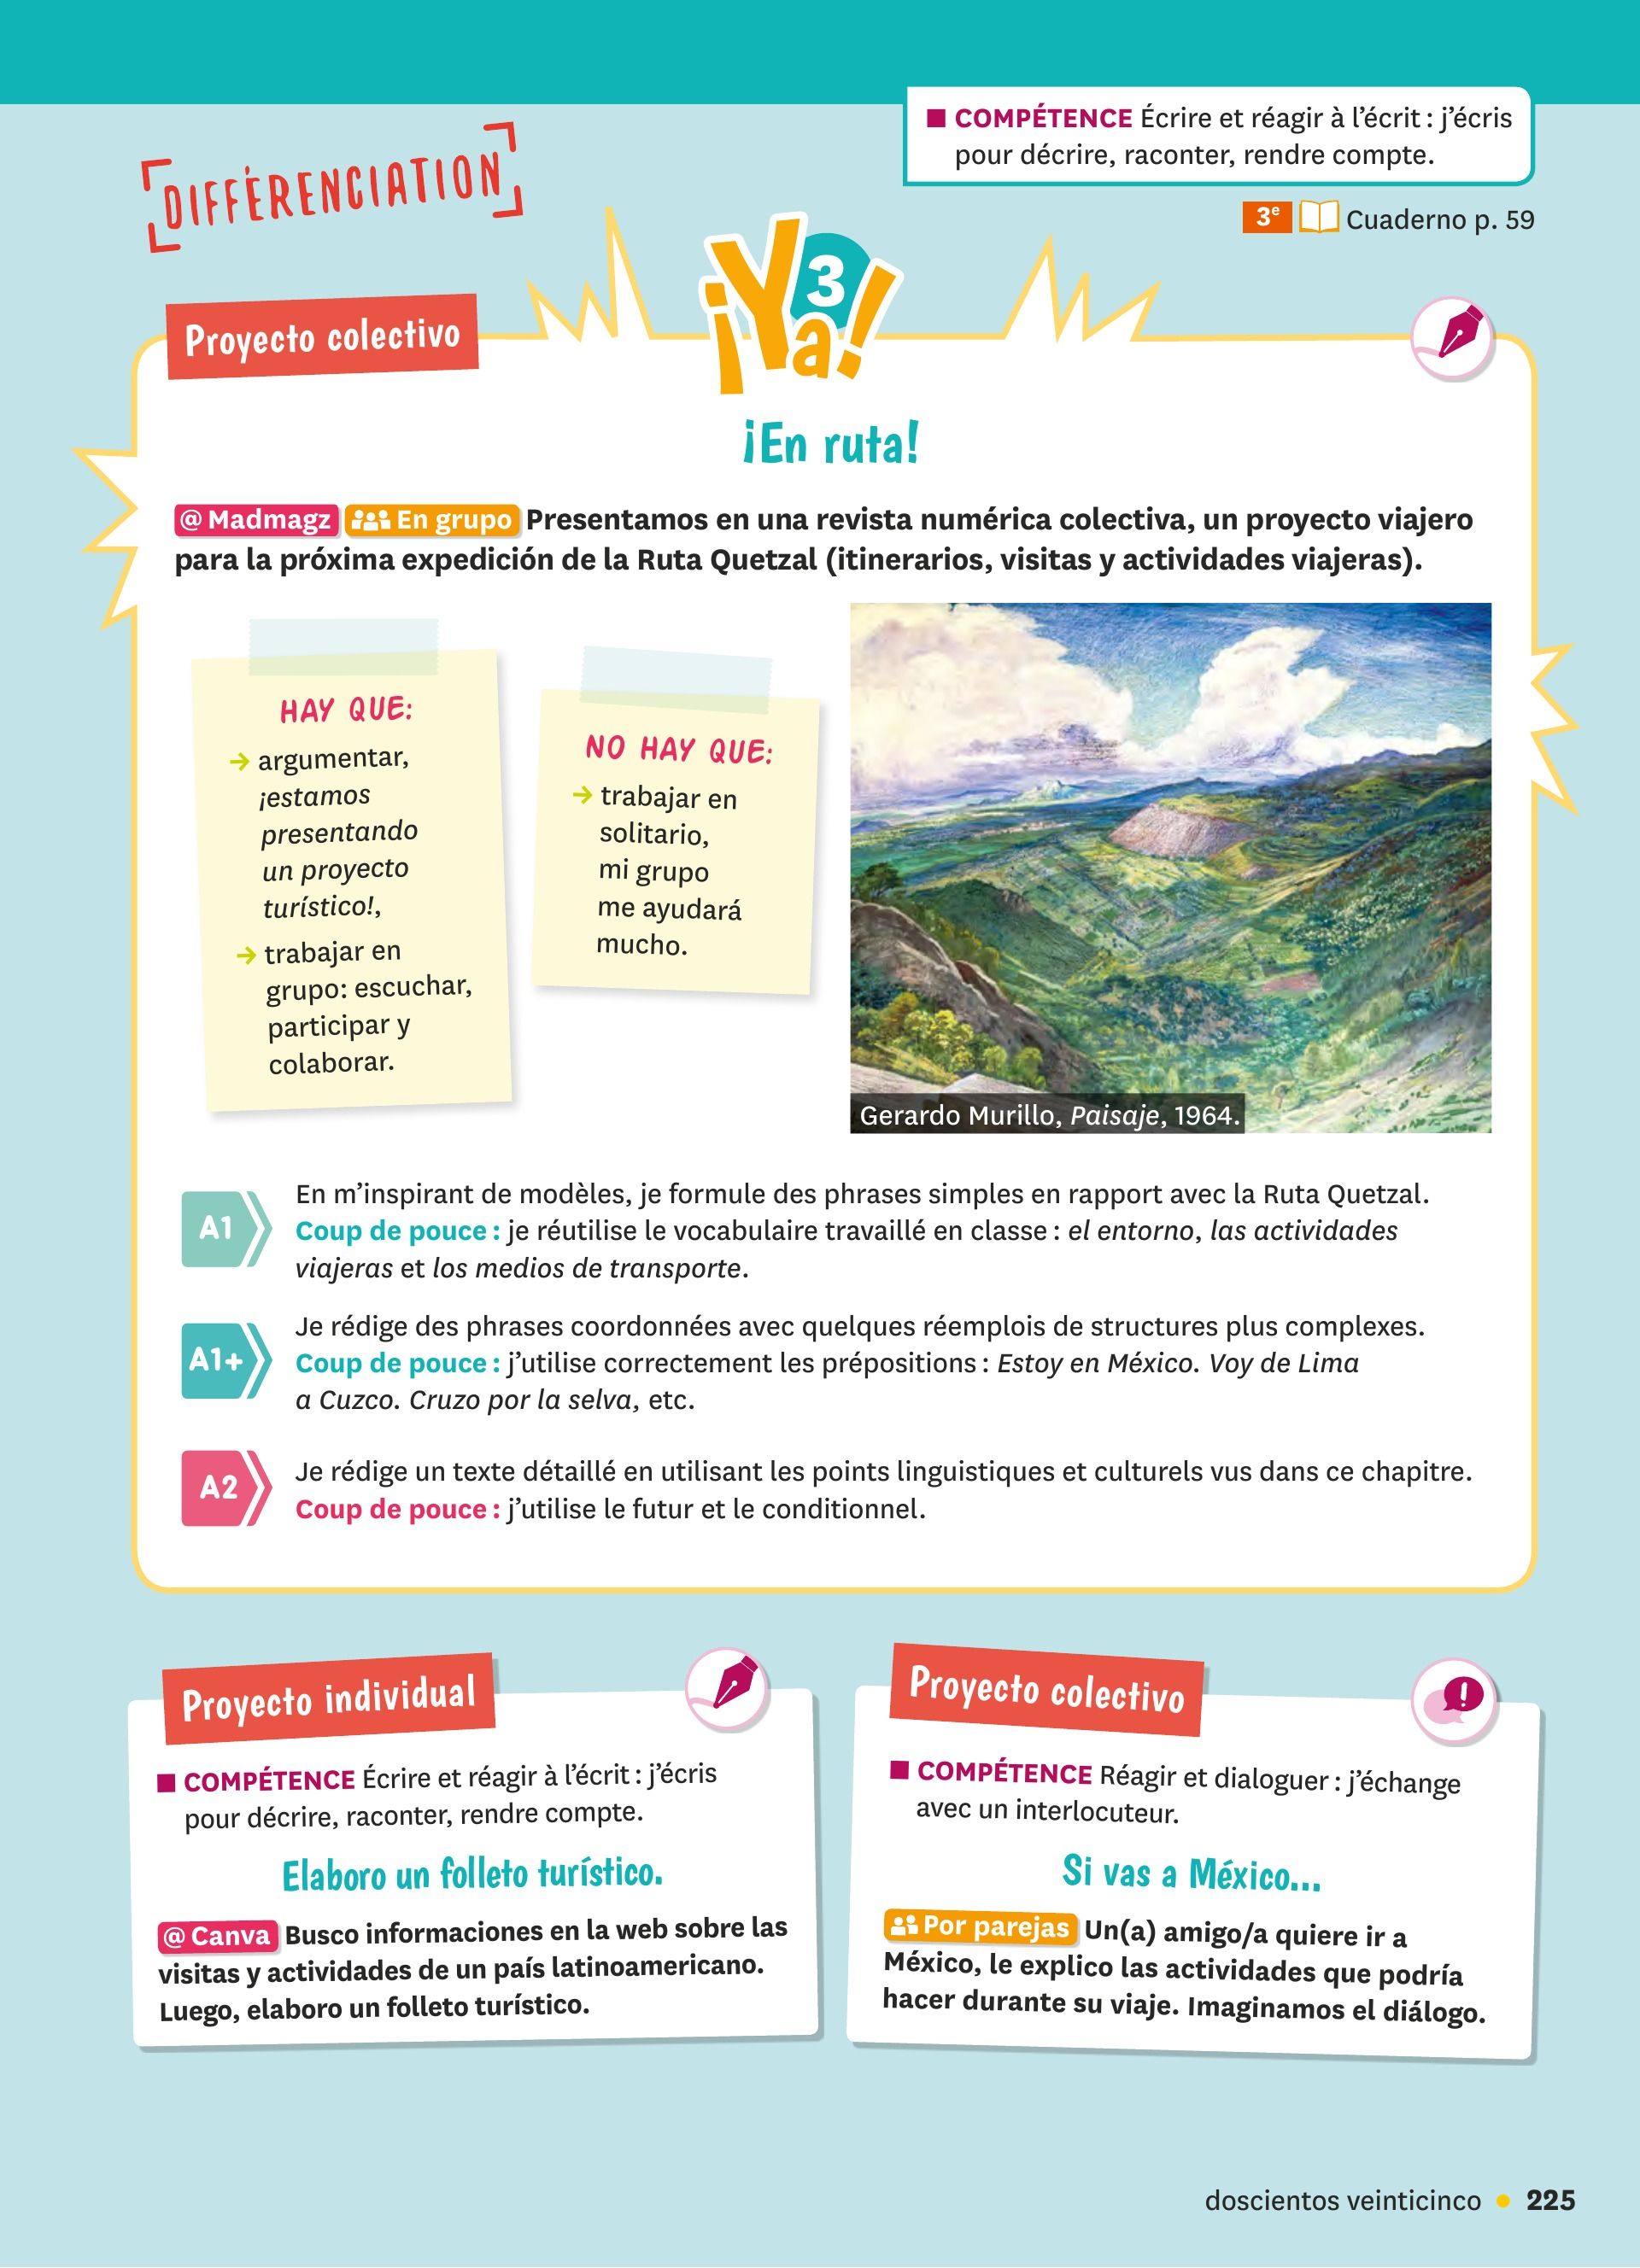 ■ COMPÉTENCE Écrire et réagir à l'écrit : j'écris
pour décrire, raconter, rendre compte.
DIFFÉRENCIATION
3e Cuaderno p. 59
¡Ya! 3
Proyecto colectivo
¡En ruta!
@ Madmagz En grupo Presentamos en una revista numérica colectiva, un proyecto viajero
para la próxima expedición de la Ruta Quetzal (itinerarios, visitas y actividades viajeras).
HAY QUE:
→ argumentar,
¡estamos
presentando
un proyecto
turístico!,
→ trabajar en
grupo: escuchar,
participar y
colaborar.
NO HAY QUE:
→ trabajar en
solitario,
mi grupo
me ayudará
mucho.
Gerardo Murillo, Paisaje, 1964.
A1
En m'inspirant de modèles, je formule des phrases simples en rapport avec la Ruta Quetzal.
Coup de pouce : je réutilise le vocabulaire travaillé en classe : el entorno, las actividades
viajeras et los medios de transporte.
A1+
Je rédige des phrases coordonnées avec quelques réemplois de structures plus complexes.
Coup de pouce : j'utilise correctement les prépositions : Estoy en México. Voy de Lima
a Cuzco. Cruzo por la selva, etc.
A2
Je rédige un texte détaillé en utilisant les points linguistiques et culturels vus dans ce chapitre.
Coup de pouce : j'utilise le futur et le conditionnel.
Proyecto individual
■ COMPÉTENCE Écrire et réagir à l'écrit : j'écris
pour décrire, raconter, rendre compte.
Elaboro un folleto turístico.
@ Canva Busco informaciones en la web sobre las
visitas y actividades de un país latinoamericano.
Luego, elaboro un folleto turístico.
Proyecto colectivo
■ COMPÉTENCE Réagir et dialoguer : j'échange
avec un interlocuteur.
Si vas a México...
Por parejas Un(a) amigo/a quiere ir a
México, le explico las actividades que podría
hacer durante su viaje. Imaginamos el diálogo.
doscientos veinticinco • 225